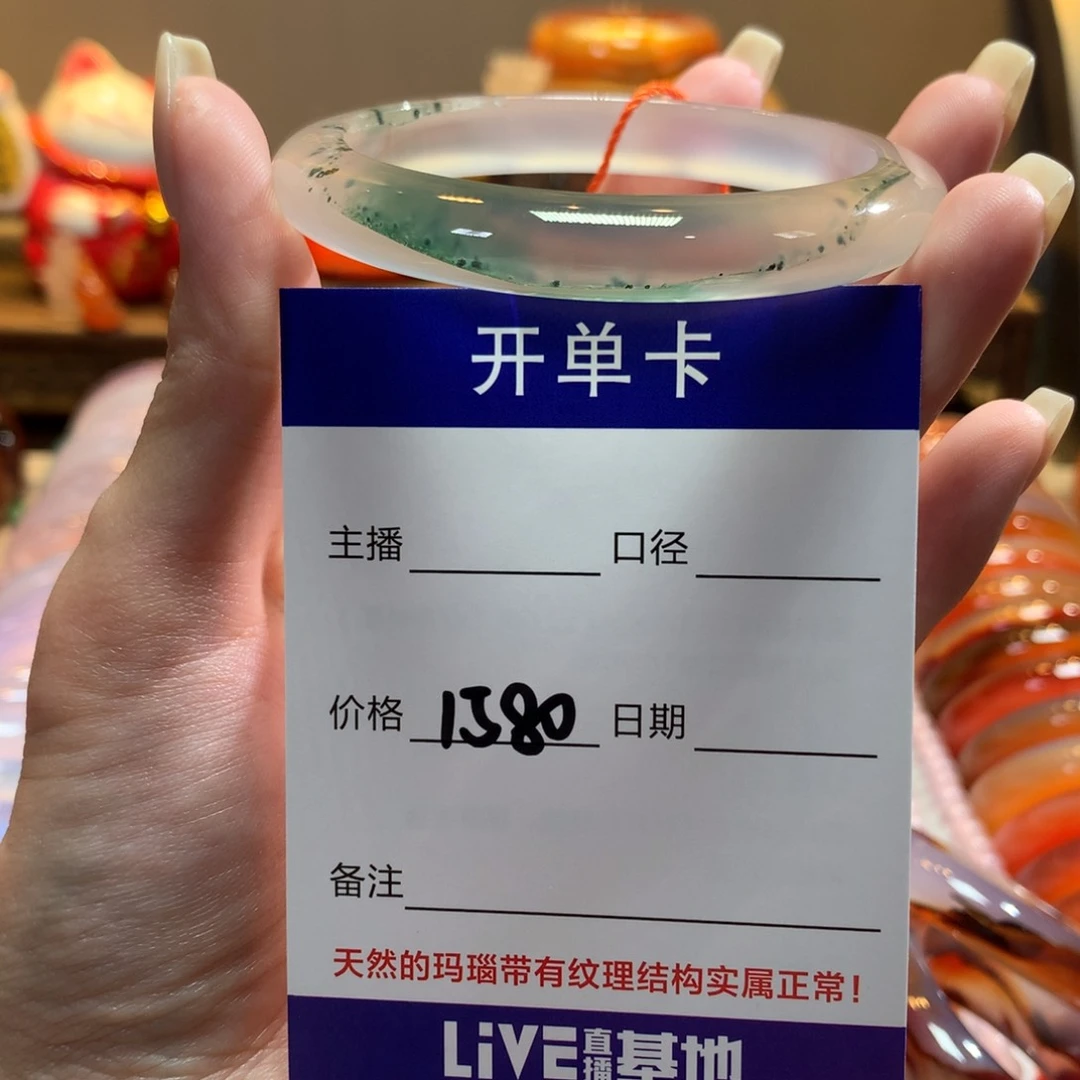 开单卡
主播 口径
价格 1580 日期
备注
天然的玛瑙带有纹理结构实属正常！
LiVE直播基地